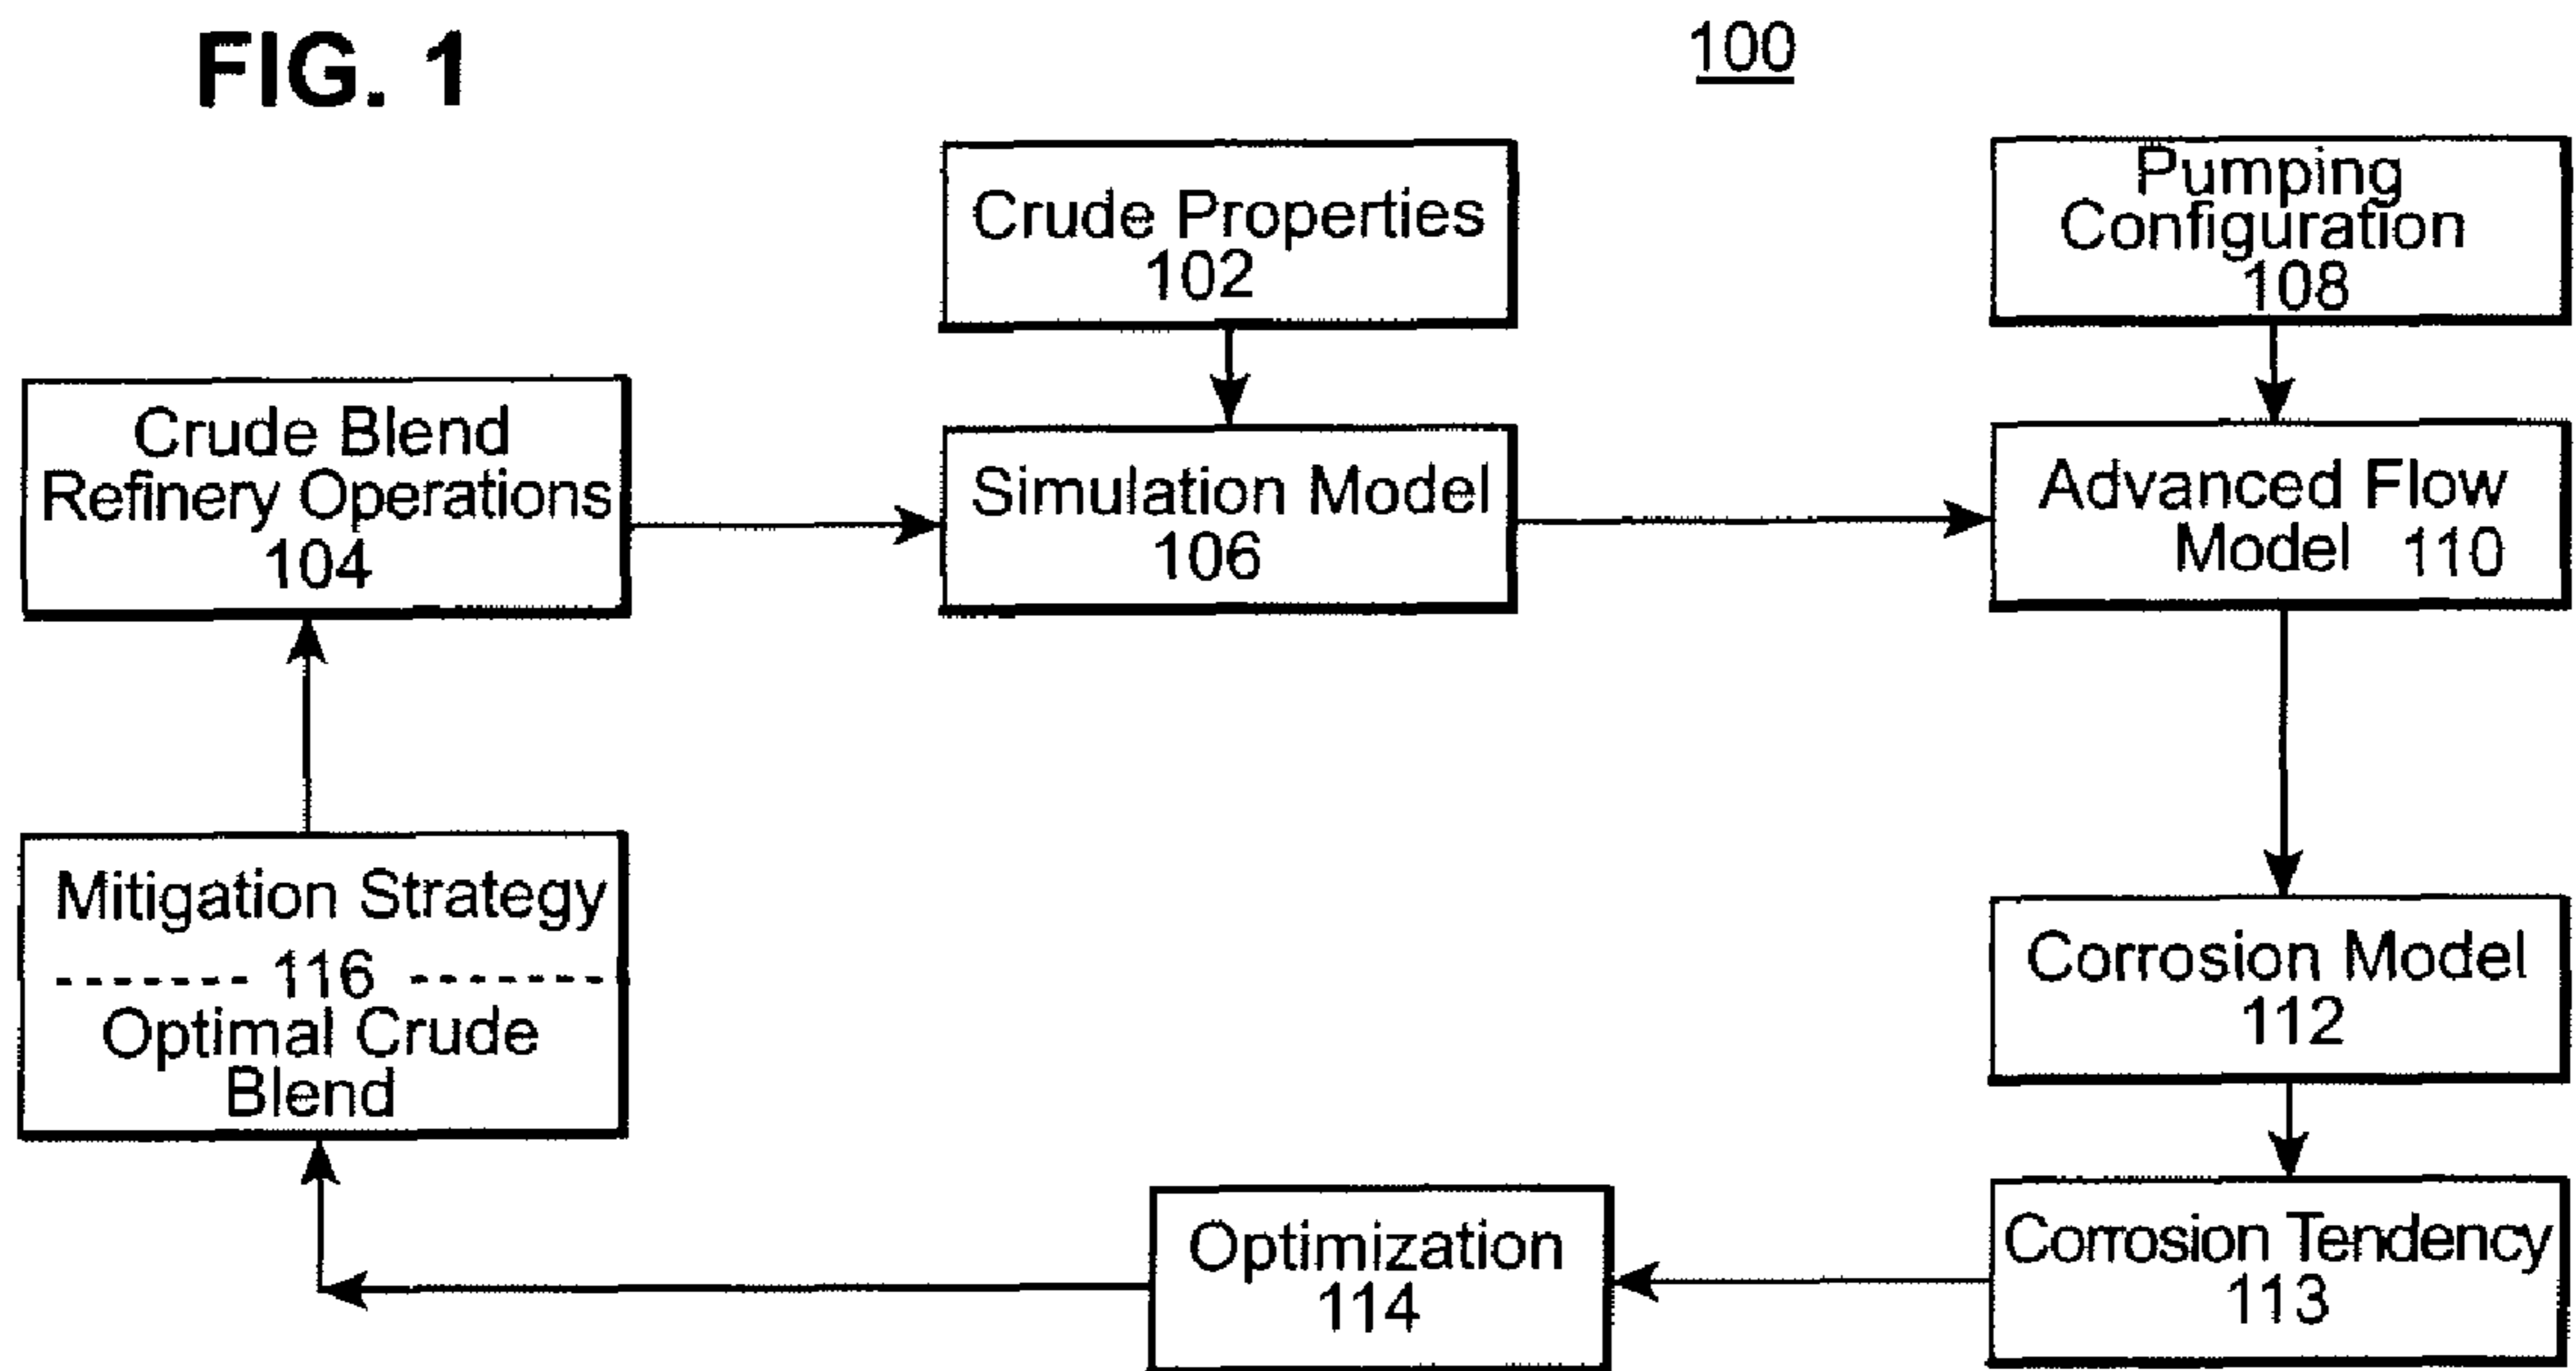 FIG. 1
100
Crude Properties
102
Pumping
Configuration
108
Crude Blend
Refinery Operations
104
Simulation Model
106
Advanced Flow
Model 110
Mitigation Strategy
116
Optimal Crude
Blend
Corrosion Model
112
Optimization
114
Corrosion Tendency
113